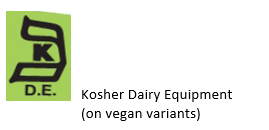 K
D.E.
Kosher Dairy Equipment
(on vegan variants)